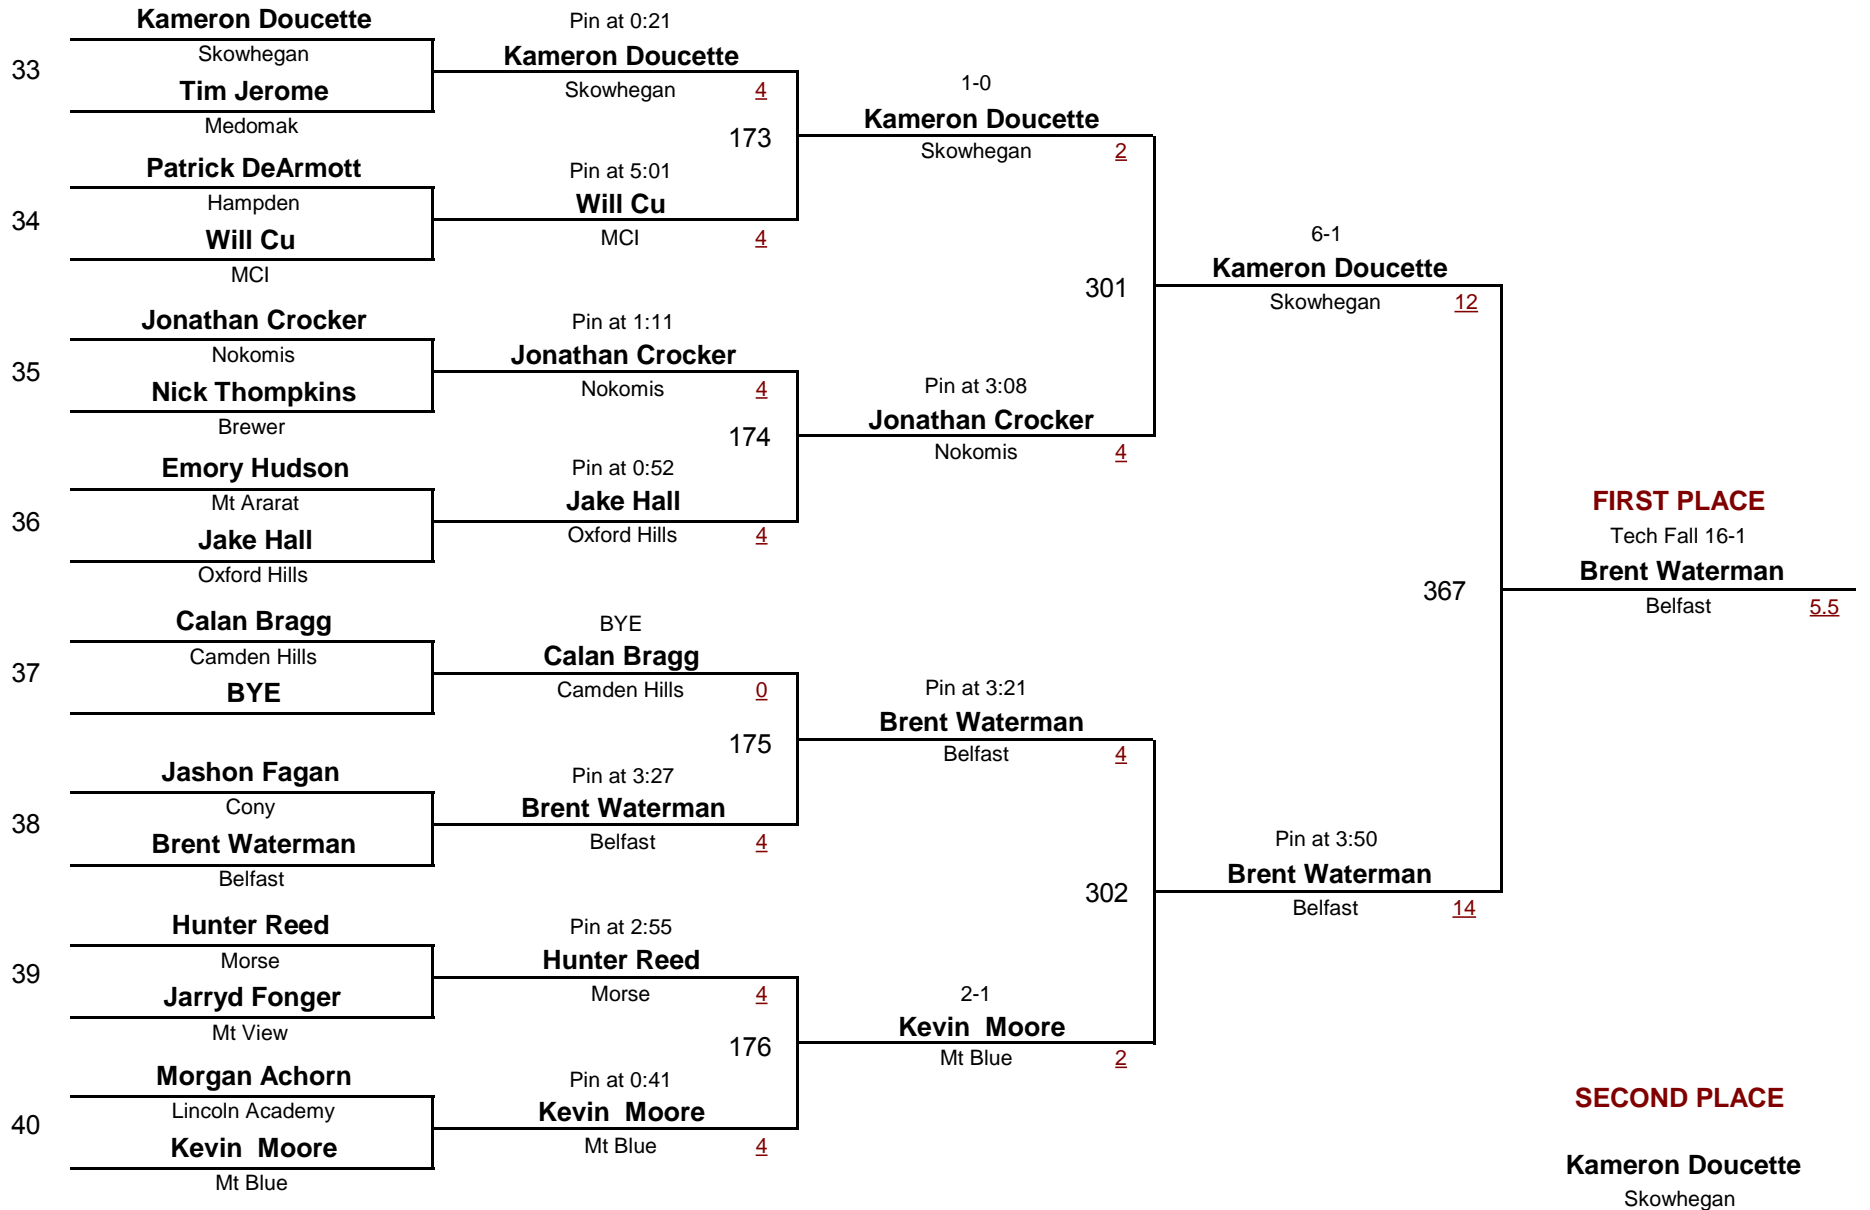 Kameron Doucette
Skowhegan
33
Tim Jerome
Medomak
Patrick DeArmott
Hampden
34
Will Cu
MCI
Jonathan Crocker
Nokomis
35
Nick Thompkins
Brewer
Emory Hudson
Mt Ararat
36
Jake Hall
Oxford Hills
Calan Bragg
Camden Hills
37
BYE
Jashon Fagan
Cony
38
Brent Waterman
Belfast
Hunter Reed
Morse
39
Jarryd Fonger
Mt View
Morgan Achorn
Lincoln Academy
40
Kevin  Moore
Mt Blue
Pin at 0:21
Kameron Doucette
Skowhegan 4
173
Pin at 5:01
Will Cu
MCI 4
Pin at 1:11
Jonathan Crocker
Nokomis 4
174
Pin at 0:52
Jake Hall
Oxford Hills 4
BYE
Calan Bragg
Camden Hills 0
175
Pin at 3:27
Brent Waterman
Belfast 4
Pin at 2:55
Hunter Reed
Morse 4
176
Pin at 0:41
Kevin  Moore
Mt Blue 4
1-0
Kameron Doucette
Skowhegan 2
301
Pin at 3:08
Jonathan Crocker
Nokomis 4
Pin at 3:21
Brent Waterman
Belfast 4
302
2-1
Kevin  Moore
Mt Blue 2
6-1
Kameron Doucette
Skowhegan 12
367
Pin at 3:50
Brent Waterman
Belfast 14
FIRST PLACE
Tech Fall 16-1
Brent Waterman
Belfast 5.5
SECOND PLACE
Kameron Doucette
Skowhegan